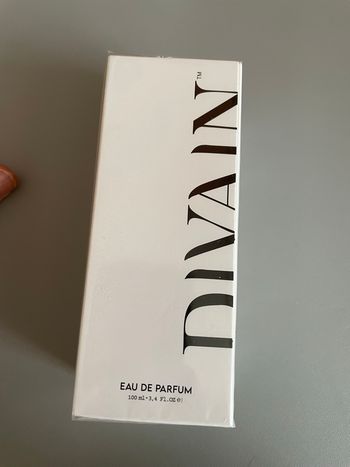 DIVAIN™
EAU DE PARFUM
100 ml·3,4 Fl.OZ ℮